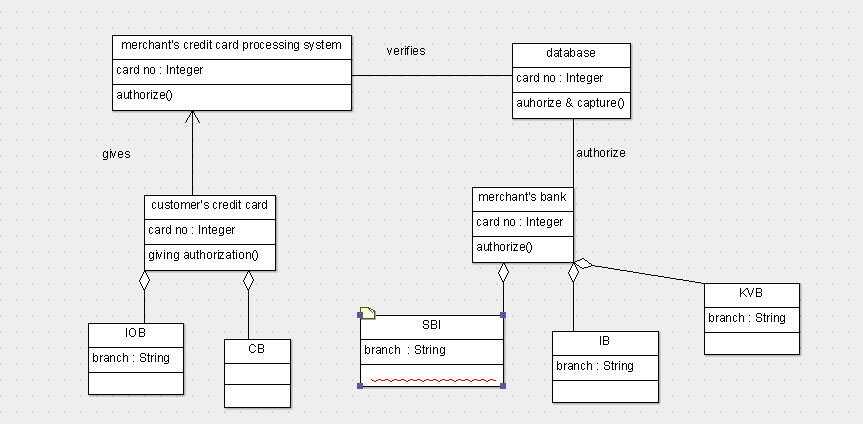 merchant's credit card processing system
card no : Integer
authorize()
verifies
database
card no : Integer
auhorize & capture()
gives
authorize
customer's credit card
card no : Integer
giving authorization()
merchant's bank
card no : Integer
authorize()
IOB
branch : String
CB
SBI
branch : String
IB
branch : String
KVB
branch : String